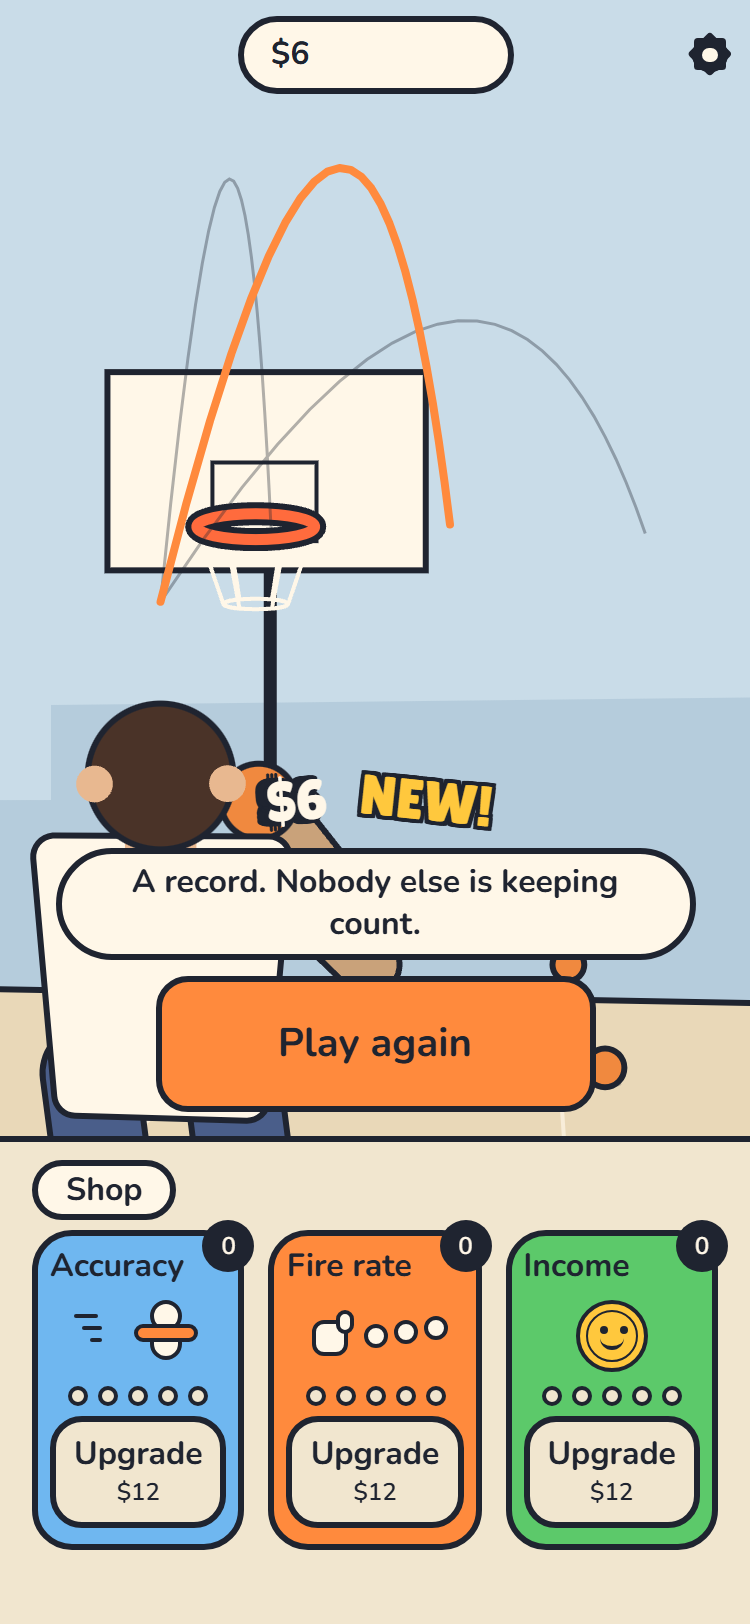 $6
$6 NEW!
A record. Nobody else is keeping
count.
Play again
Shop
Accuracy 0
Fire rate 0
Income 0
Upgrade
$12
Upgrade
$12
Upgrade
$12